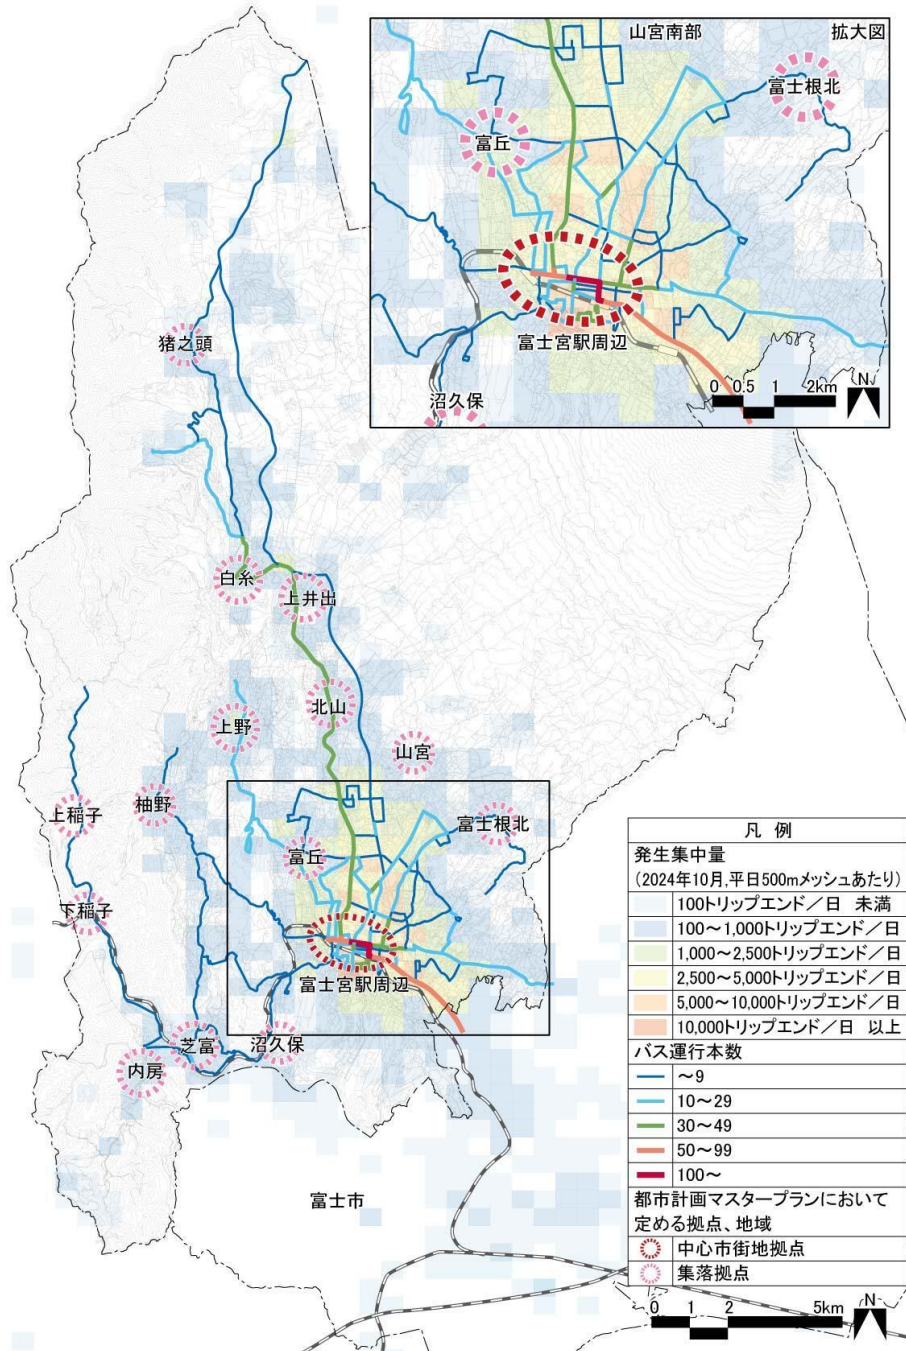 山宮南部
拡大図
富士根北
富丘
富士宮駅周辺
沼久保
0 0.5 1 2km
N
猪之頭
白糸
上井出
北山
上野
山宮
上稲子
柚野
富士根北
富丘
下稲子
富士宮駅周辺
芝富
沼久保
内房
富士市
凡 例
発生集中量
(2024年10月,平日500mメッシュあたり)
100トリップエンド/日 未満
100~1,000トリップエンド/日
1,000~2,500トリップエンド/日
2,500~5,000トリップエンド/日
5,000~10,000トリップエンド/日
10,000トリップエンド/日 以上
バス運行本数
~9
10~29
30~49
50~99
100~
都市計画マスタープランにおいて
定める拠点、地域
中心市街地拠点
集落拠点
0 1 2 5km
N